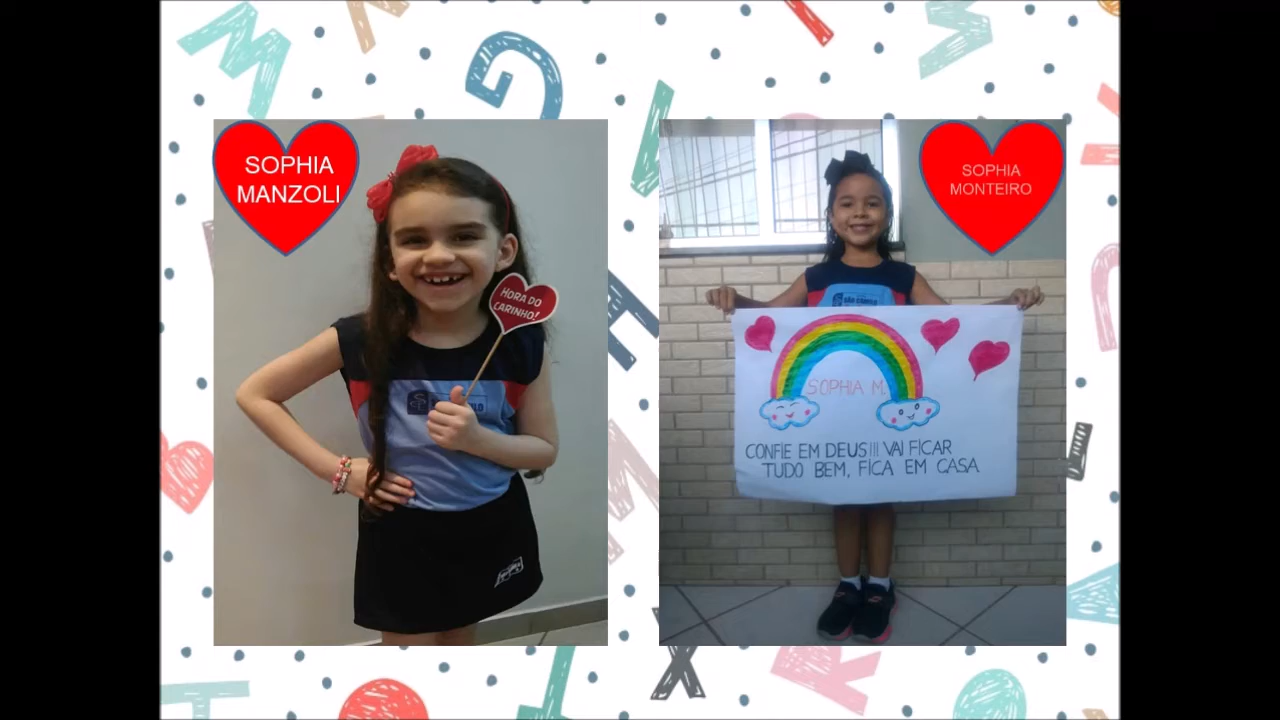 SOPHIA
MANZOLI
HORA DO
CARINHO!
SOPHIA
MONTEIRO
SOPHIA M.
CONFIE EM DEUS!!! VAI FICAR
TUDO BEM, FICA EM CASA